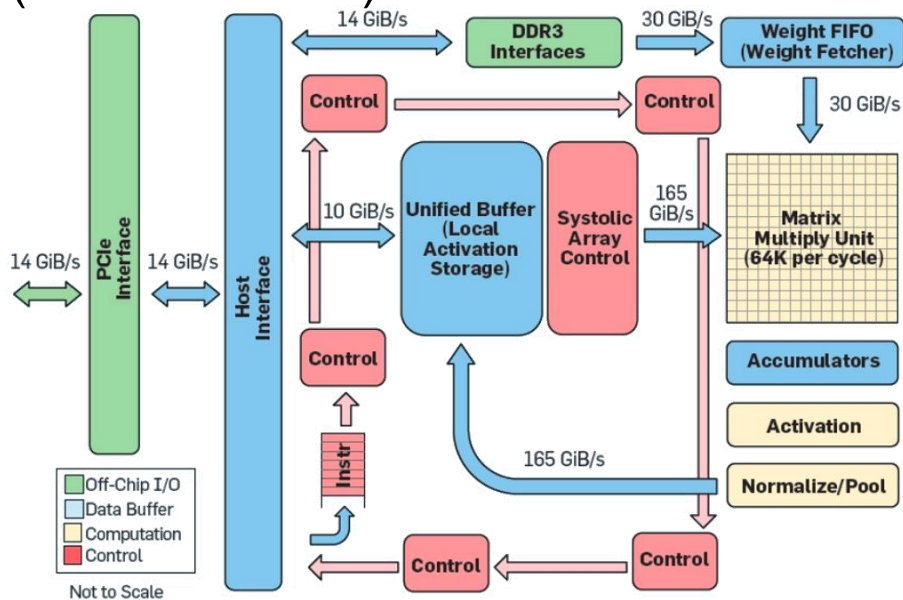 14 GiB/s
DDR3
Interfaces
30 GiB/s
Weight FIFO
(Weight Fetcher)
30 GiB/s
Control
Control
10 GiB/s
Unified Buffer
(Local
Activation
Storage)
Systolic
Array
Control
165
GiB/s
Matrix
Multiply Unit
(64K per cycle)
14 GiB/s
PCIe
Interface
14 GiB/s
Host
Interface
Control
Accumulators
Activation
Instr
165 GiB/s
Normalize/Pool
Off-Chip I/O
Data Buffer
Computation
Control
Not to Scale
Control
Control